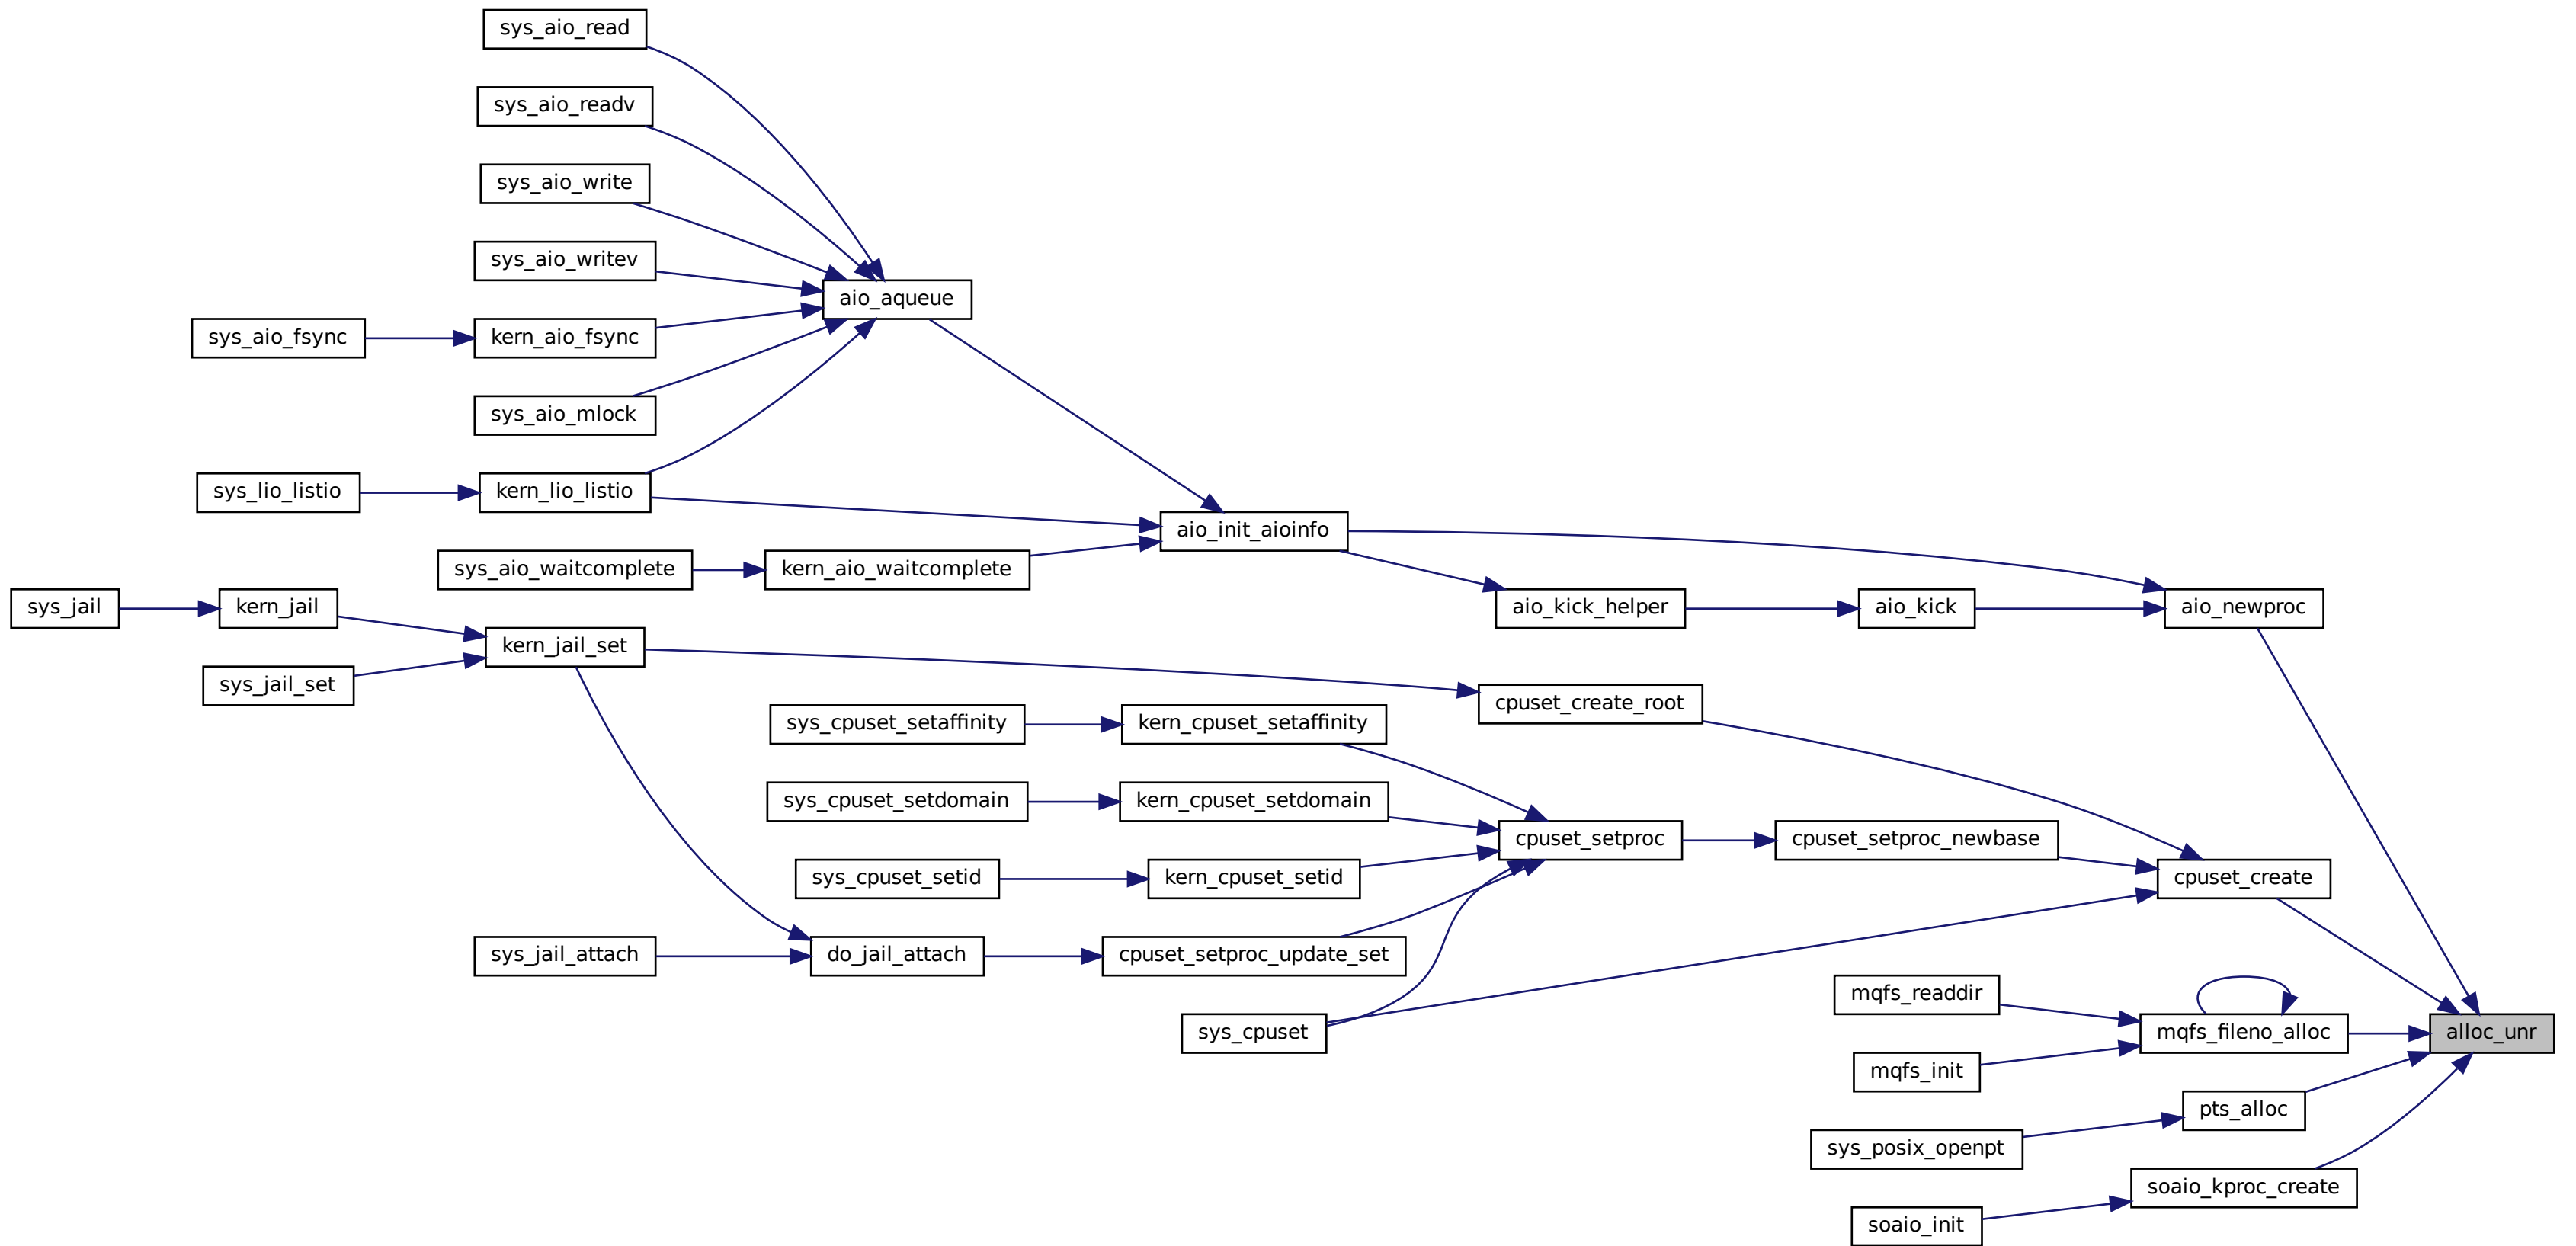 sys_aio_read
sys_aio_readv
sys_aio_write
sys_aio_writev
aio_aqueue
sys_aio_fsync
kern_aio_fsync
sys_aio_mlock
sys_lio_listio
kern_lio_listio
aio_init_aioinfo
sys_aio_waitcomplete
kern_aio_waitcomplete
sys_jail
kern_jail
aio_kick_helper
aio_kick
aio_newproc
kern_jail_set
sys_jail_set
cpuset_create_root
sys_cpuset_setaffinity
kern_cpuset_setaffinity
sys_cpuset_setdomain
kern_cpuset_setdomain
cpuset_setproc
cpuset_setproc_newbase
sys_cpuset_setid
kern_cpuset_setid
cpuset_create
sys_jail_attach
do_jail_attach
cpuset_setproc_update_set
mqfs_readdir
sys_cpuset
mqfs_fileno_alloc
alloc_unr
mqfs_init
pts_alloc
sys_posix_openpt
soaio_kproc_create
soaio_init